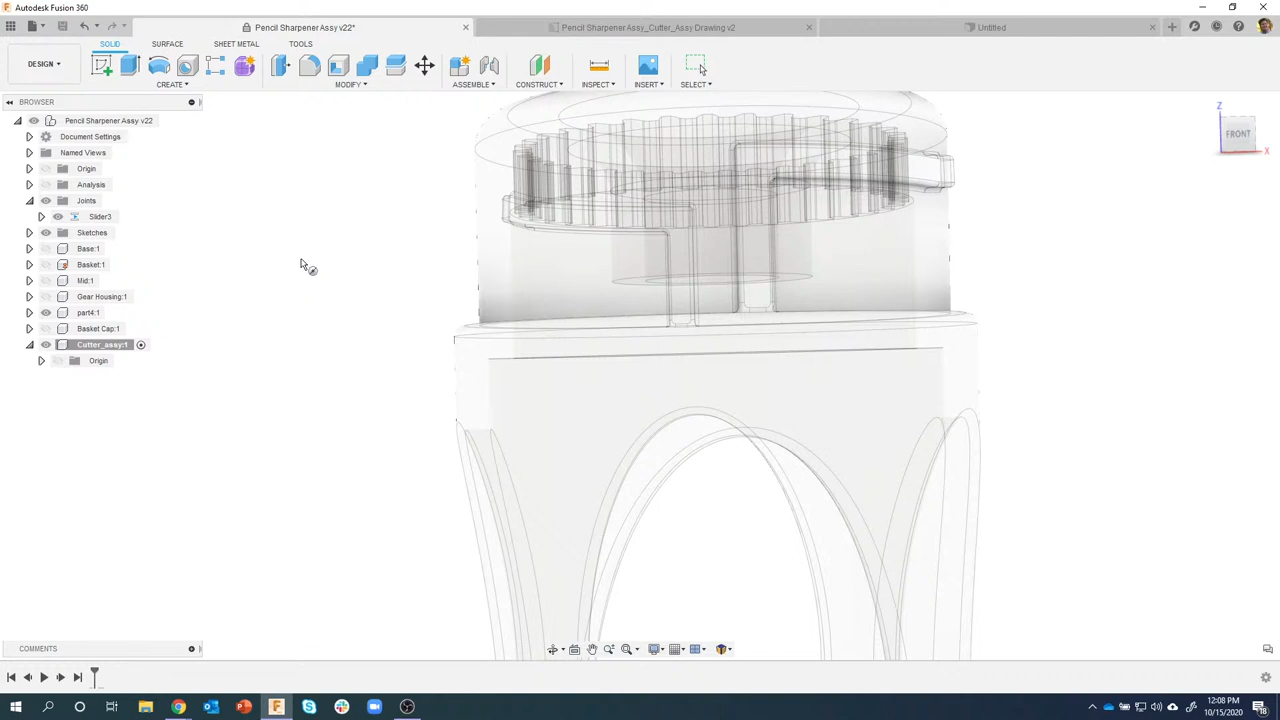 Autodesk Fusion 360
Pencil Sharpener Assy v22*
Pencil Sharpener Assy_Cutter_Assy Drawing v2
Untitled
SOLID
SURFACE
SHEET METAL
TOOLS
DESIGN
CREATE
MODIFY
ASSEMBLE
CONSTRUCT
INSPECT
INSERT
SELECT
BROWSER
Pencil Sharpener Assy v22
Document Settings
Named Views
Origin
Analysis
Joints
Slider3
Sketches
Base:1
Basket:1
Mid:1
Gear Housing:1
part4:1
Basket Cap:1
Cutter_assy:1
Origin
Z
FRONT
X
COMMENTS
12:08 PM
10/15/2020
18